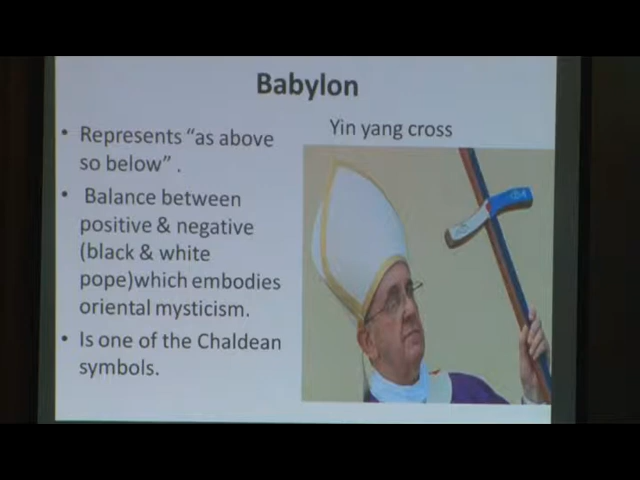 Babylon
• Represents “as above
so below” .
• Balance between
positive & negative
(black & white
pope)which embodies
oriental mysticism.
• Is one of the Chaldean
symbols.
Yin yang cross